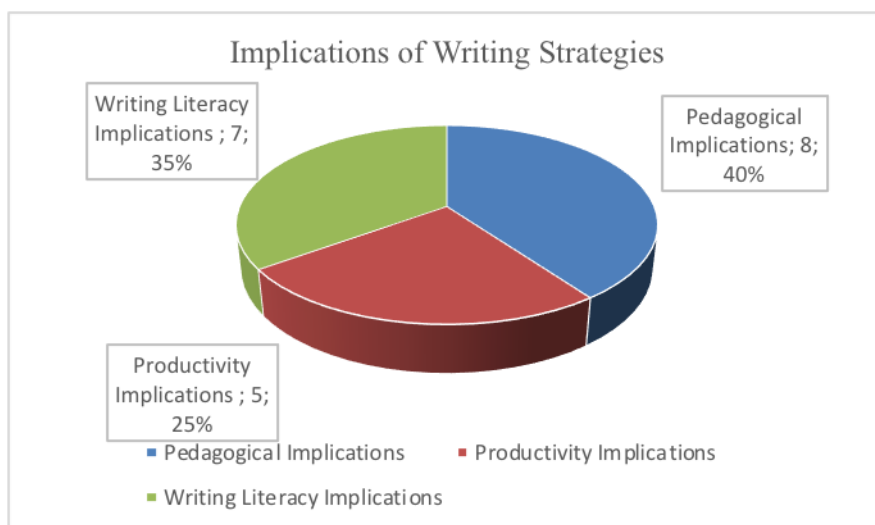 Implications of Writing Strategies
Writing Literacy
Implications ; 7;
35%
Pedagogical
Implications; 8;
40%
Productivity
Implications ; 5;
25%
Pedagogical Implications
Productivity Implications
Writing Literacy Implications